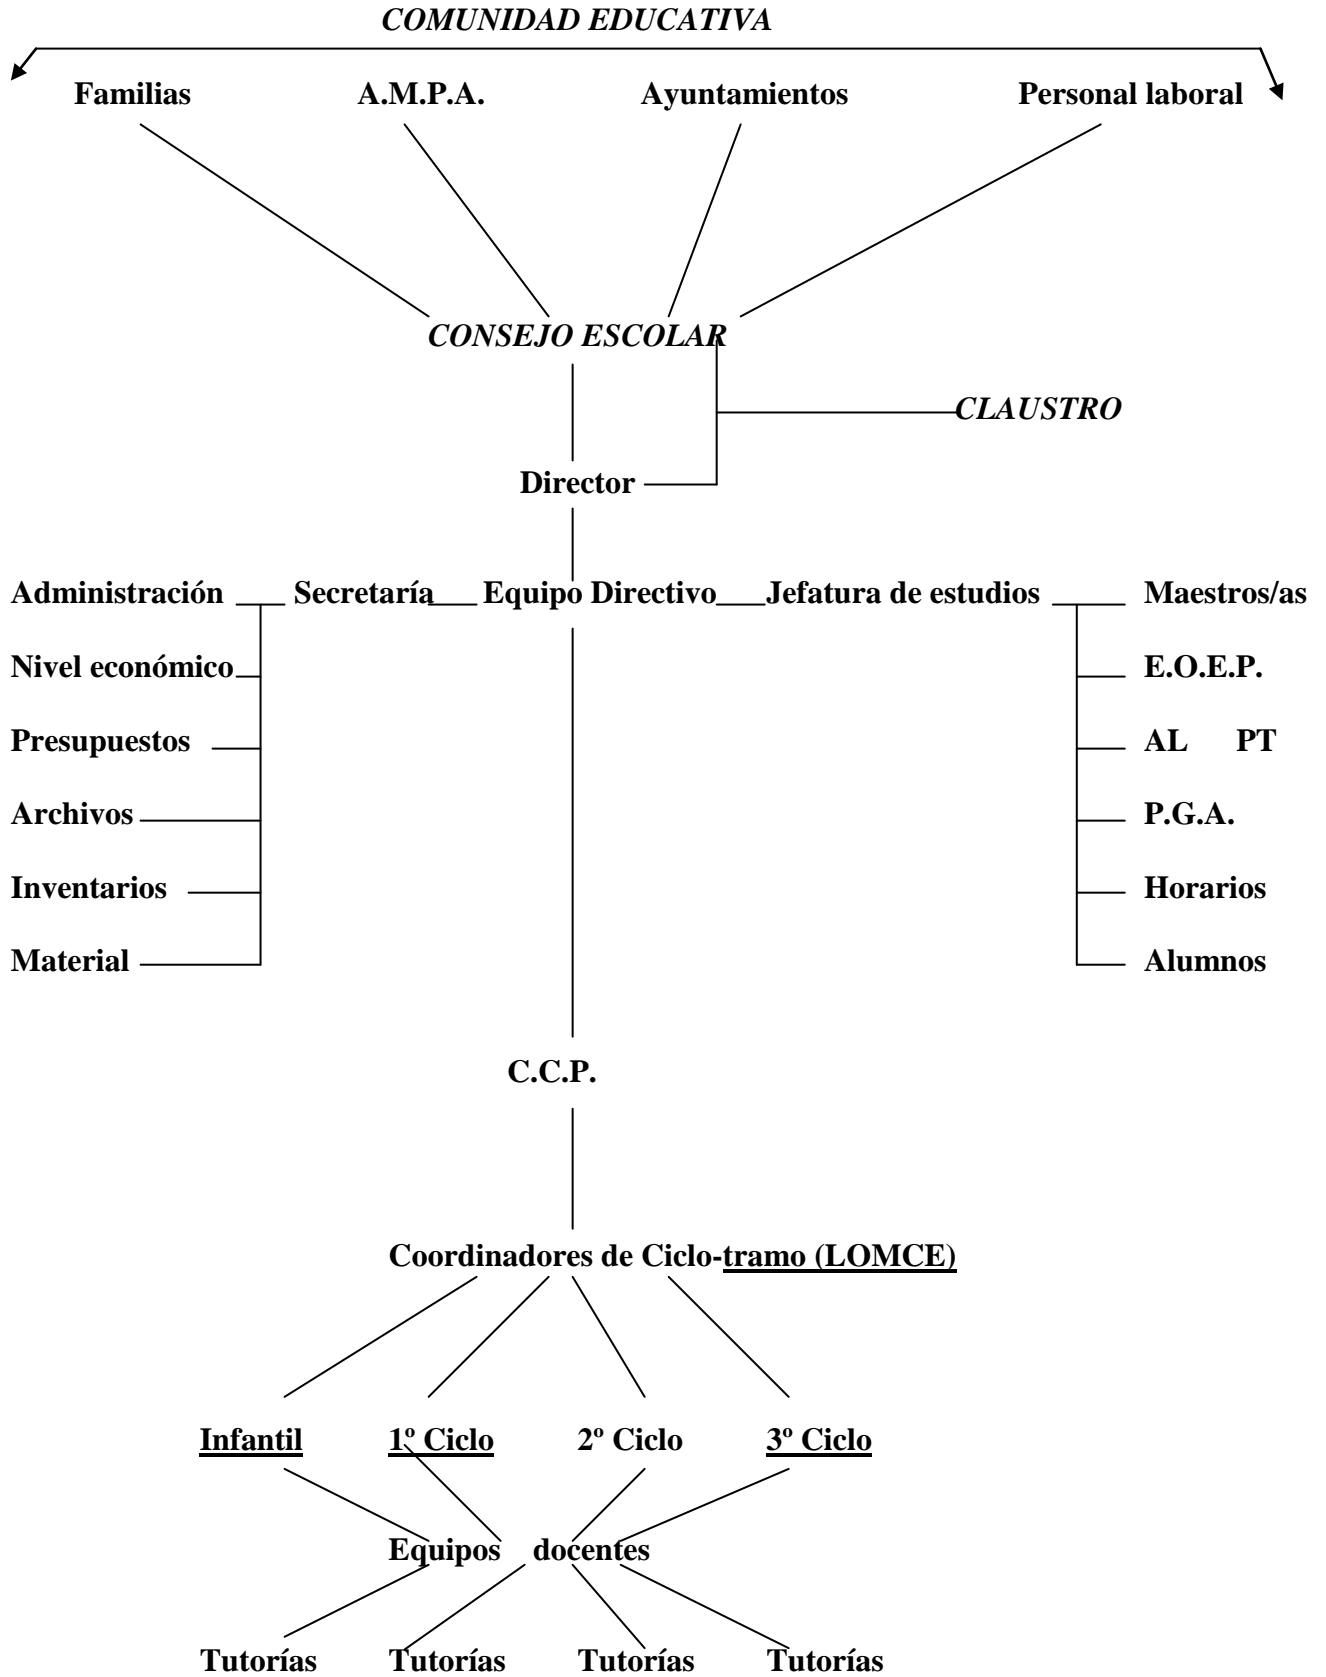 COMUNIDAD EDUCATIVA
Familias A.M.P.A. Ayuntamientos Personal laboral
CONSEJO ESCOLAR
CLAUSTRO
Director
Administración Secretaría Equipo Directivo Jefatura de estudios Maestros/as
Nivel económico E.O.E.P.
Presupuestos AL PT
Archivos P.G.A.
Inventarios Horarios
Material Alumnos
C.C.P.
Coordinadores de Ciclo-tramo (LOMCE)
Infantil 1º Ciclo 2º Ciclo 3º Ciclo
Equipos docentes
Tutorías Tutorías Tutorías Tutorías